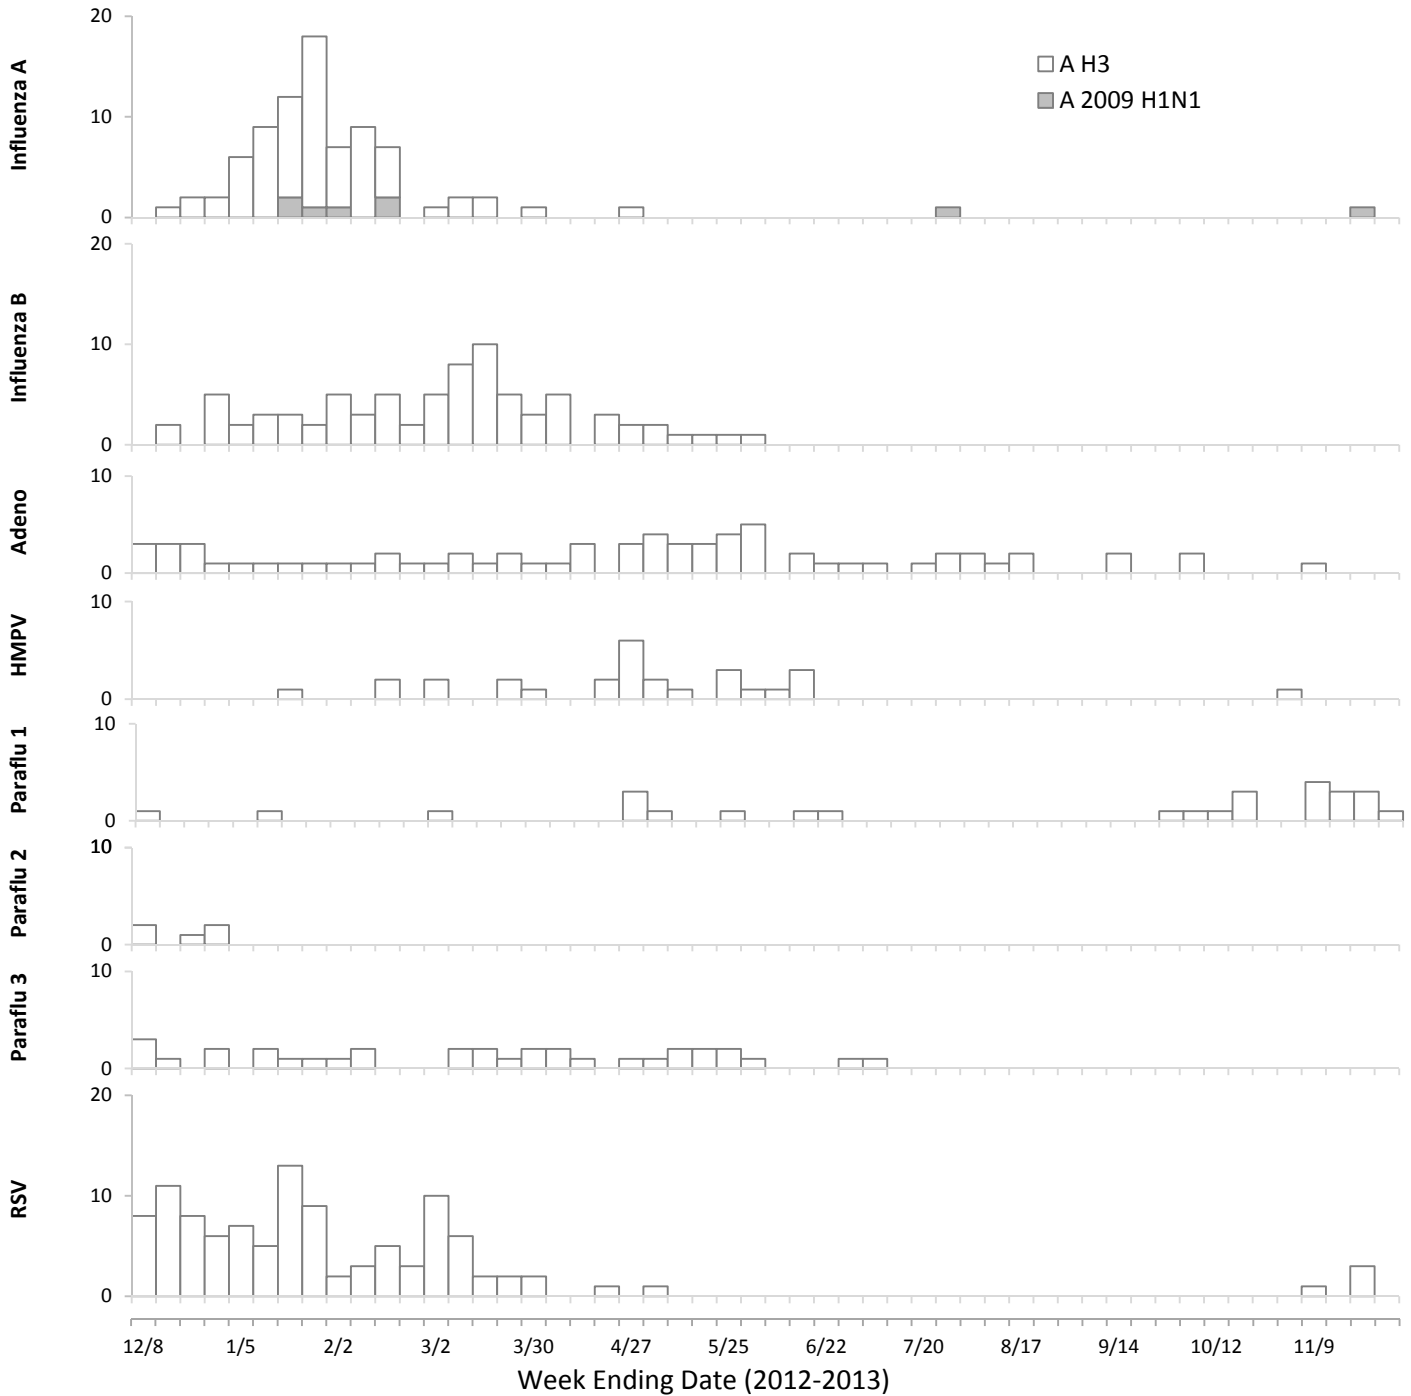 20
10
0
Influenza A
A H3
A 2009 H1N1
20
10
0
Influenza B
10
0
Adeno
10
0
HMPV
10
0
Paraflu 1
10
0
Paraflu 2
10
0
Paraflu 3
20
10
0
RSV
12/8 1/5 2/2 3/2 3/30 4/27 5/25 6/22 7/20 8/17 9/14 10/12 11/9
Week Ending Date (2012-2013)